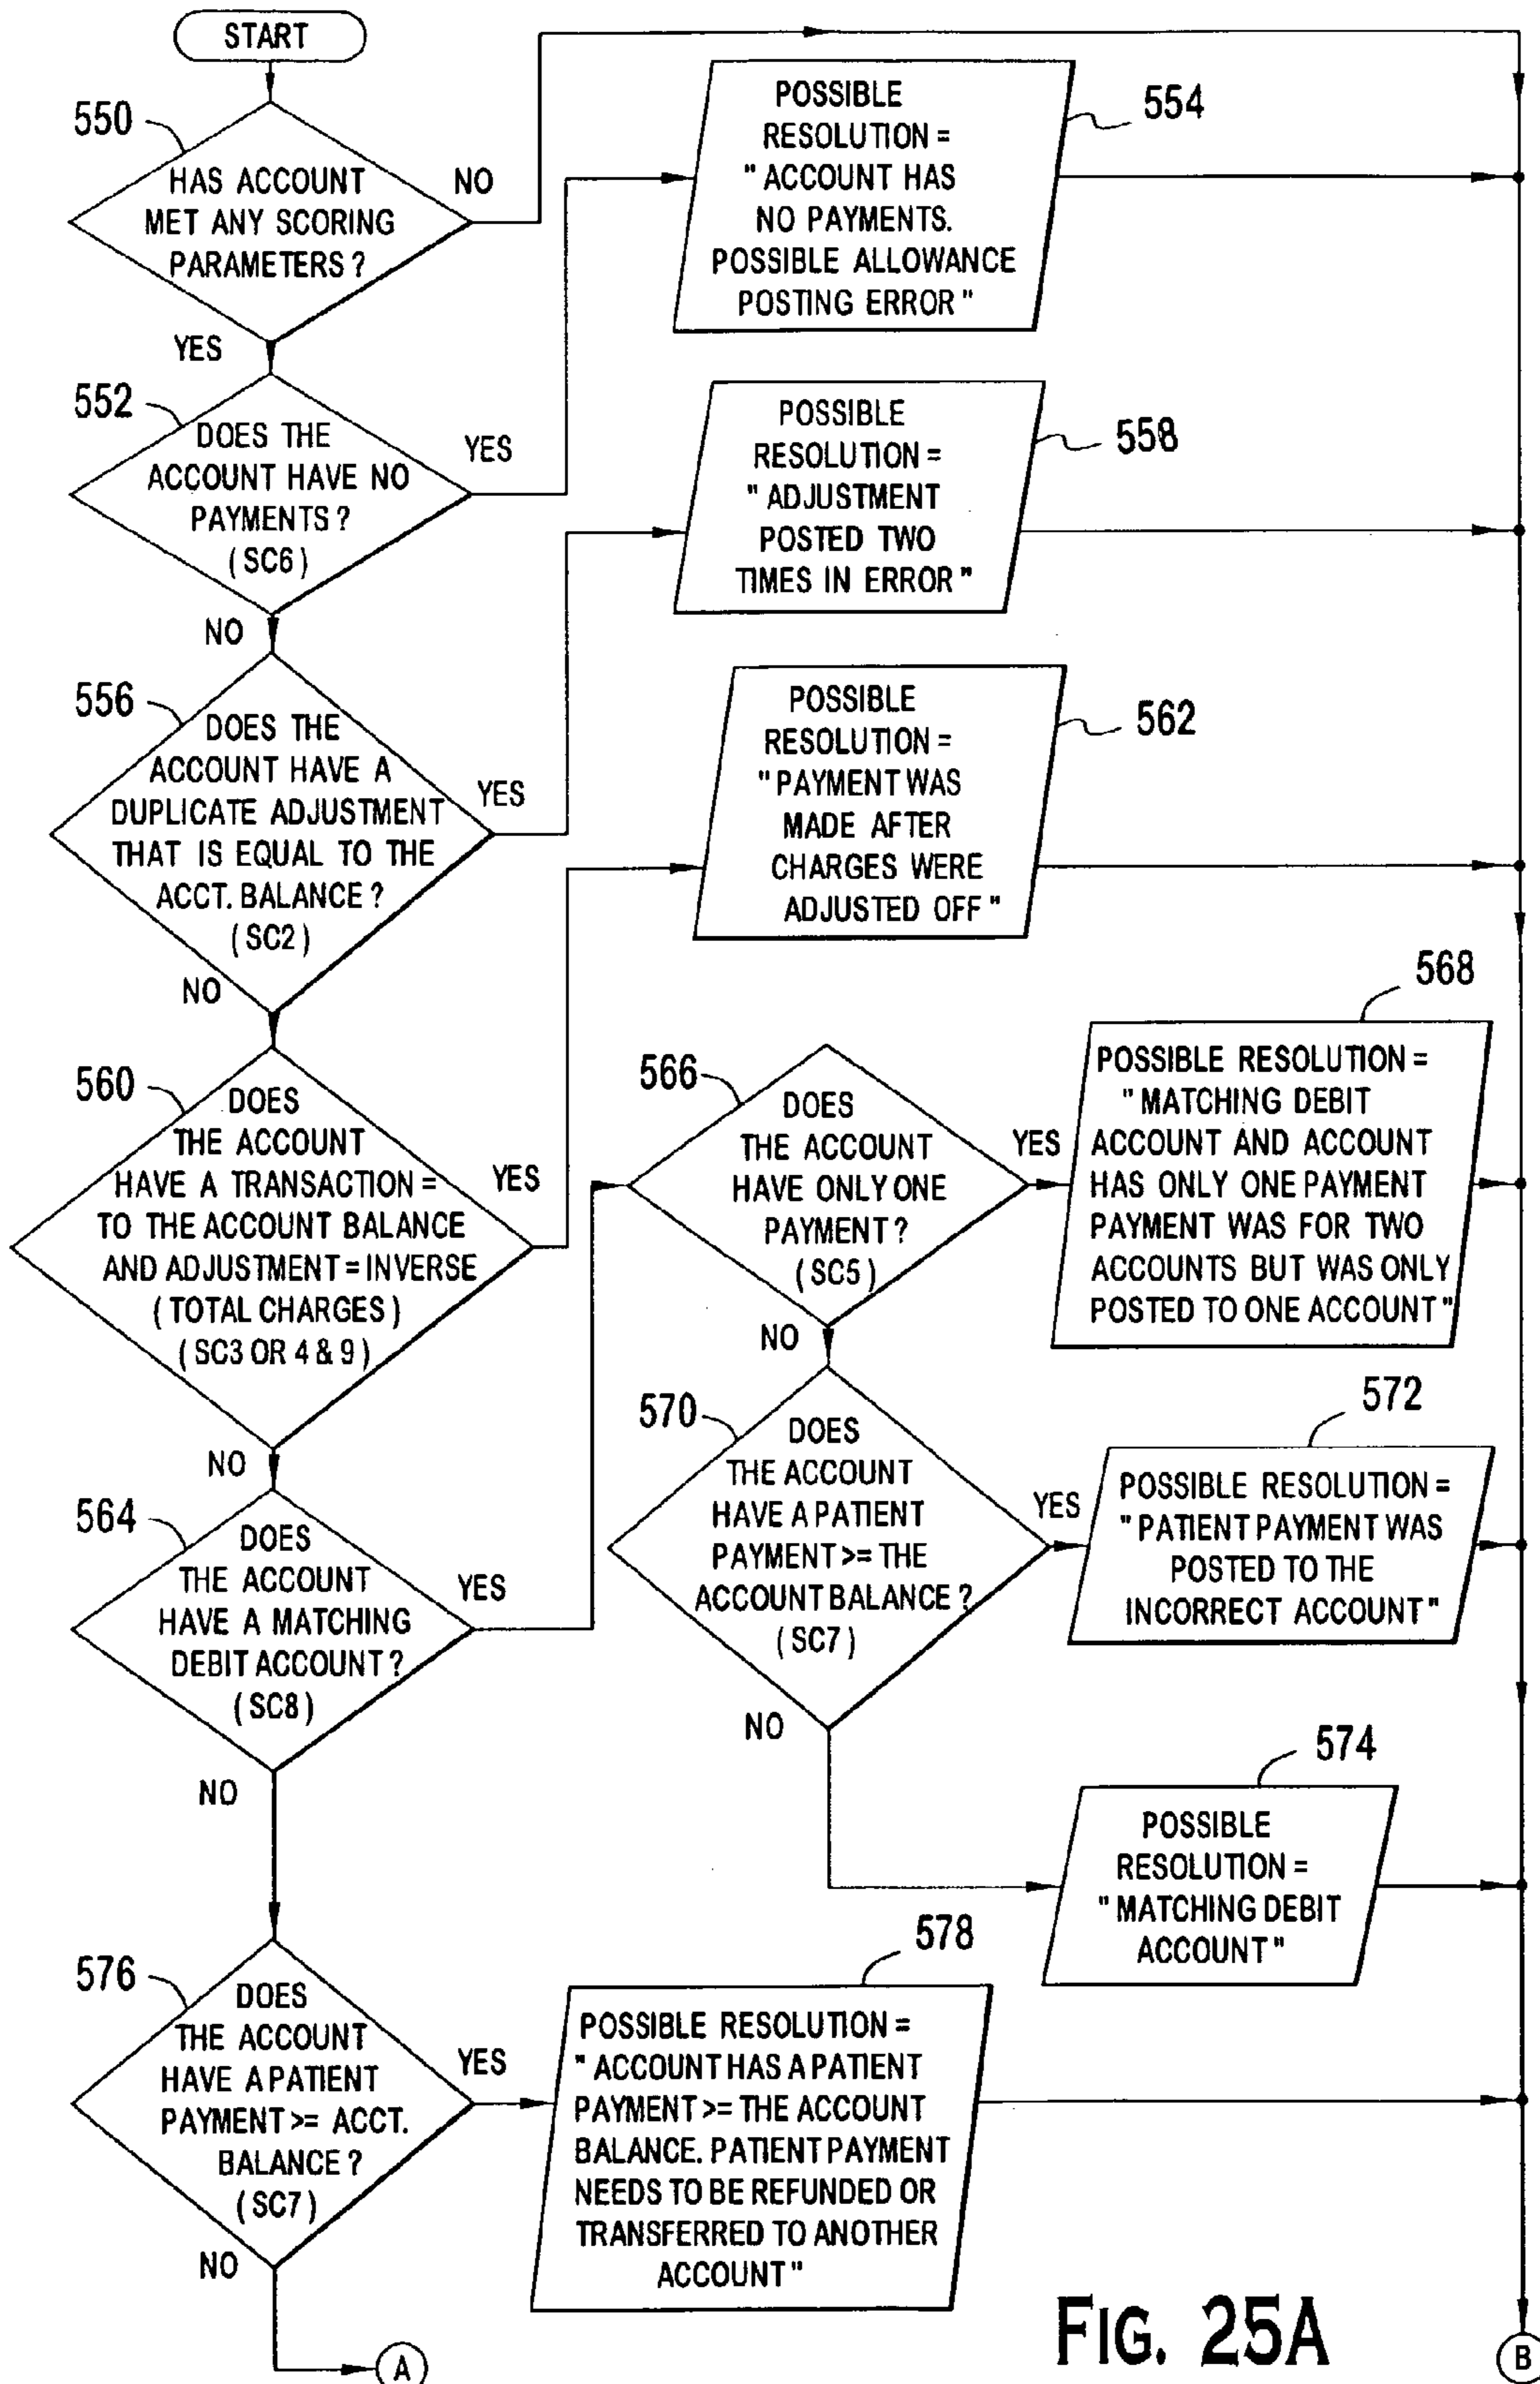 START
550
HAS ACCOUNT
MET ANY SCORING
PARAMETERS?
NO
YES
POSSIBLE
RESOLUTION =
"ACCOUNT HAS
NO PAYMENTS.
POSSIBLE ALLOWANCE
POSTING ERROR"
554
552
DOES THE
ACCOUNT HAVE NO
PAYMENTS?
(SC6)
YES
NO
POSSIBLE
RESOLUTION =
"ADJUSTMENT
POSTED TWO
TIMES IN ERROR"
558
556
DOES THE
ACCOUNT HAVE A
DUPLICATE ADJUSTMENT
THAT IS EQUAL TO THE
ACCT. BALANCE?
(SC2)
YES
NO
POSSIBLE
RESOLUTION =
"PAYMENT WAS
MADE AFTER
CHARGES WERE
ADJUSTED OFF"
562
560
DOES
THE ACCOUNT
HAVE A TRANSACTION =
TO THE ACCOUNT BALANCE
AND ADJUSTMENT = INVERSE
(TOTAL CHARGES)
(SC3 OR 4 & 9)
YES
NO
566
DOES
THE ACCOUNT
HAVE ONLY ONE
PAYMENT?
(SC5)
YES
NO
568
POSSIBLE RESOLUTION =
"MATCHING DEBIT
ACCOUNT AND ACCOUNT
HAS ONLY ONE PAYMENT
PAYMENT WAS FOR TWO
ACCOUNTS BUT WAS ONLY
POSTED TO ONE ACCOUNT"
564
DOES
THE ACCOUNT
HAVE A MATCHING
DEBIT ACCOUNT?
(SC8)
YES
NO
570
DOES
THE ACCOUNT
HAVE A PATIENT
PAYMENT >= THE
ACCOUNT BALANCE?
(SC7)
YES
NO
572
POSSIBLE RESOLUTION =
"PATIENT PAYMENT WAS
POSTED TO THE
INCORRECT ACCOUNT"
574
POSSIBLE
RESOLUTION =
"MATCHING DEBIT
ACCOUNT"
576
DOES
THE ACCOUNT
HAVE A PATIENT
PAYMENT >= ACCT.
BALANCE?
(SC7)
YES
NO
578
POSSIBLE RESOLUTION =
"ACCOUNT HAS A PATIENT
PAYMENT >= THE ACCOUNT
BALANCE. PATIENT PAYMENT
NEEDS TO BE REFUNDED OR
TRANSFERRED TO ANOTHER
ACCOUNT"
A
FIG. 25A
B